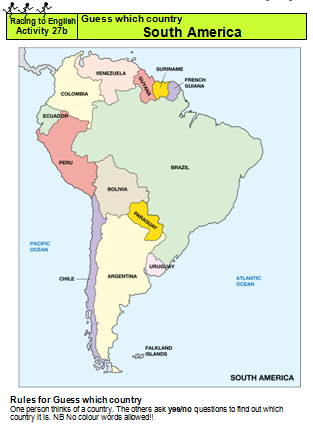 Racing to English
Activity 27b
Guess which country
South America
VENEZUELA
GUYANA
SURINAME
FRENCH
GUIANA
COLOMBIA
ECUADOR
PERU
BRAZIL
BOLIVIA
PARAGUAY
PACIFIC
OCEAN
URUGUAY
CHILE
ARGENTINA
ATLANTIC
OCEAN
FALKLAND
ISLANDS
SOUTH AMERICA
Rules for Guess which country
One person thinks of a country. The others ask yes/no questions to find out which
country it is. NB No colour words allowed!!